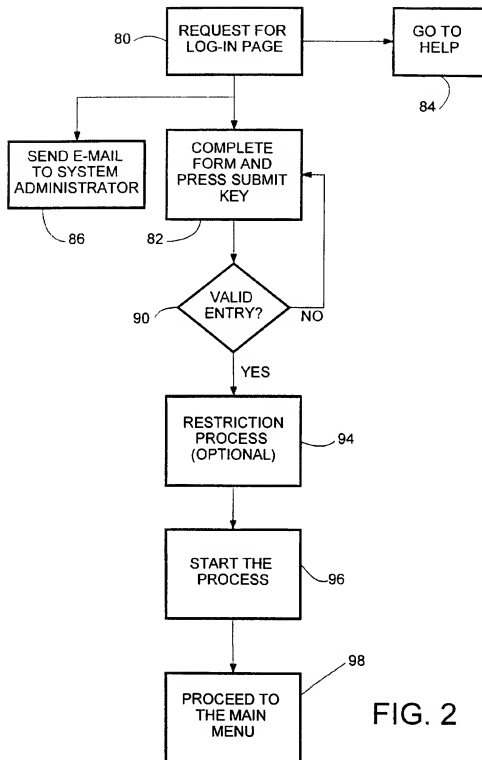 80
REQUEST FOR
LOG-IN PAGE
GO TO
HELP
84
SEND E-MAIL
TO SYSTEM
ADMINISTRATOR
86
COMPLETE
FORM AND
PRESS SUBMIT
KEY
82
90
VALID
ENTRY?
NO
YES
RESTRICTION
PROCESS
(OPTIONAL)
94
START THE
PROCESS
96
98
PROCEED TO
THE MAIN
MENU
FIG. 2